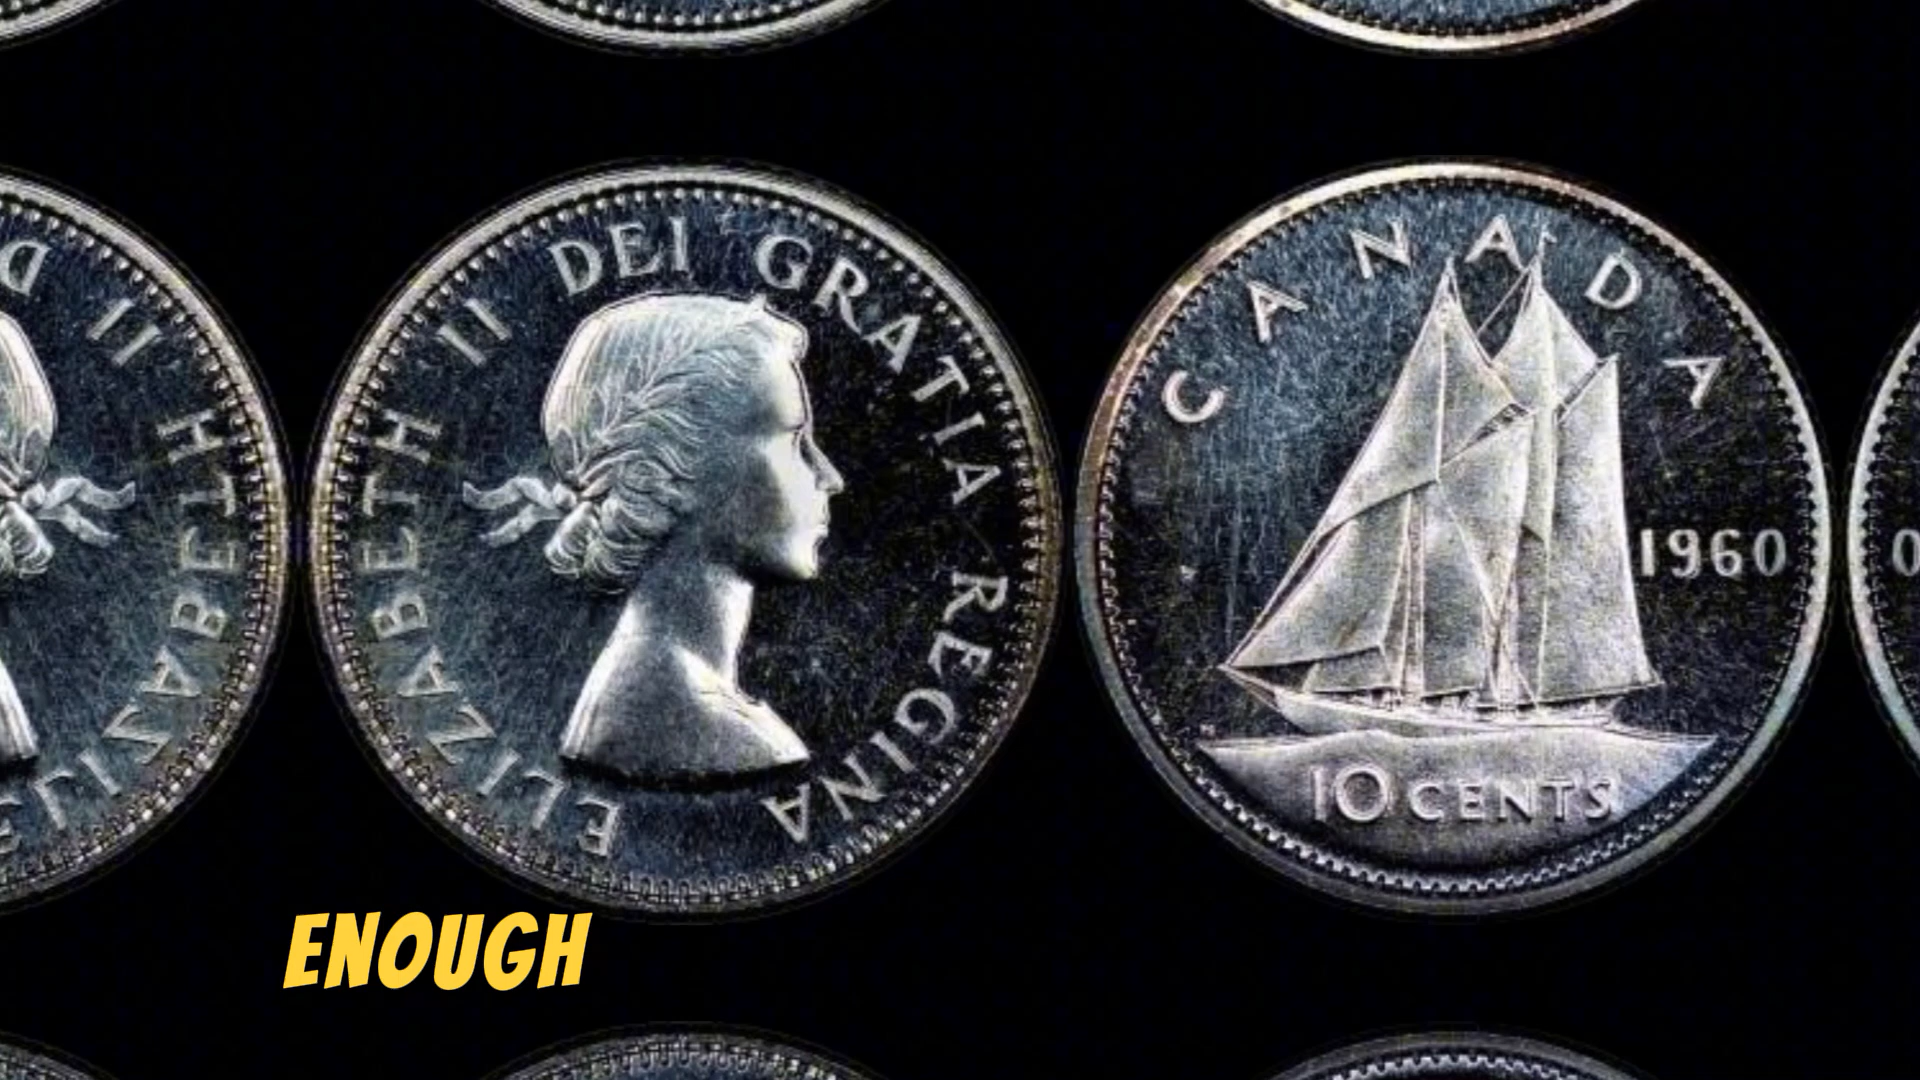 ELIZABETH II DEI GRATIA REGINA
CANADA
1960
10 CENTS
ENOUGH